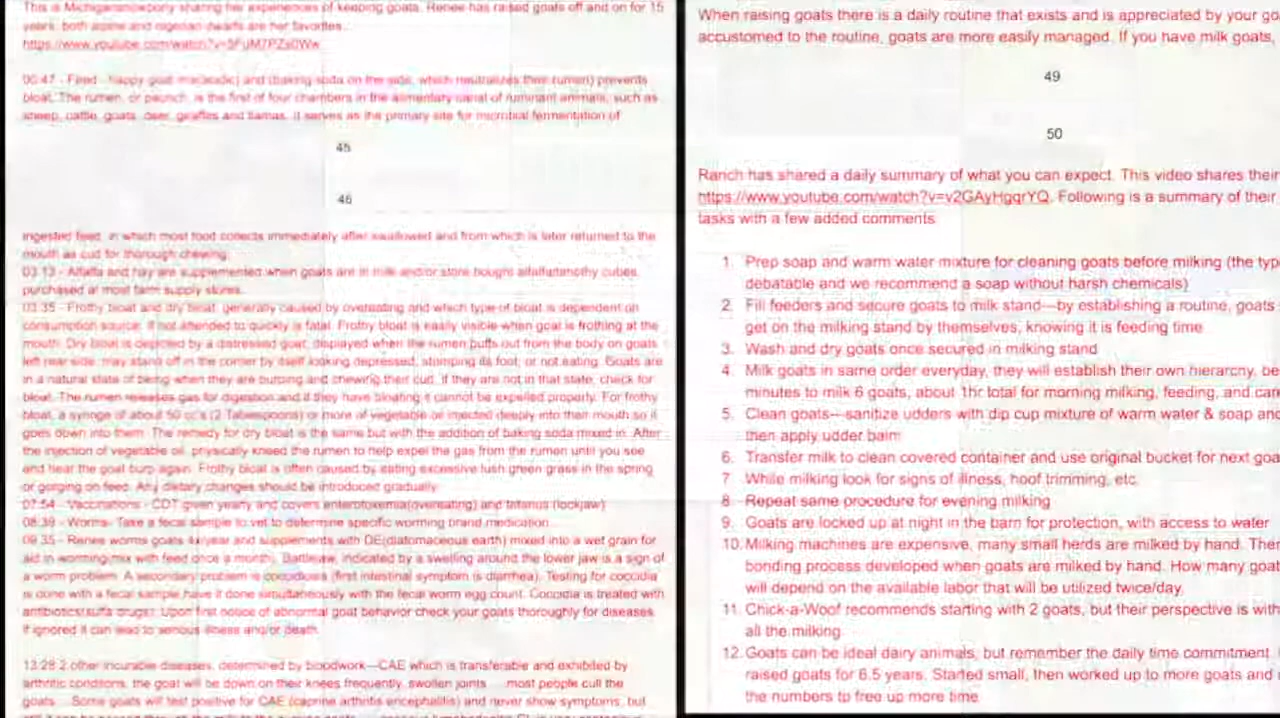 This is Michigansnowpony sharing her experiences of keeping goats. Renee has raised goats off and on for 15
years, both alpine and nigerian dwarfs are her favorites.
00:47 - Feed - happy goat and (baking soda on the side, which neutralizes their rumen) prevents
bloat. The rumen, or paunch, is the first of four chambers in the alimentary canal of ruminant animals, such as
sheep, cattle, goats, deer, giraffes and llamas. It serves as the primary site for microbial fermentation of
45
46
ingested feed, in which most food collects immediately after swallowed and from which is later returned to the
mouth as cud for thorough chewing.
03:13 - Alfalfa and hay are supplemented when goats are in milk and/or store bought alfalfa/timothy cubes,
purchased at most farm supply stores.
03:35 - Frothy bloat and dry bloat, generally caused by overeating and which type of bloat is dependent on
consumption source. If not attended to quickly is fatal. Frothy bloat is easily visible when goat is frothing at the
mouth. Dry bloat is depicted by a distressed goat, displayed when the rumen puffs out from the body on goats
left rear side, may stand off in the corner by itself looking depressed, stomping its foot, or not eating. Goats are
in a natural state of being when they are burping and chewing their cud, if they are not in that state, check for
bloat. The rumen releases gas for digestion and if they have bloating it cannot be expelled properly. For frothy
bloat, a syringe of about 50 cc's (2 Tablespoons) or more of vegetable oil injected deeply into their mouth so it
goes down into them. The remedy for dry bloat is the same but with the addition of baking soda mixed in. After
the injection of vegetable oil, physically knead the rumen to help expel the gas from the rumen until you see
and hear the goat burp again. Frothy bloat is often caused by eating excessive lush green grass in the spring
or gorging on feed. Any dietary changes should be introduced gradually.
07:54 - Vaccinations - CDT given yearly and covers enterotoxemia(overeating) and tetanus (lockjaw)
08:39 - Worms- Take a fecal sample to vet to determine specific worming brand medication.
09:35 - Renee worms goats 4x/year and supplements with DE(diatomaceous earth) mixed into a wet grain for
aid in worming, mix with feed once a month. Bottlejaw, indicated by a swelling around the lower jaw is a sign of
a worm problem. A secondary problem is (first intestinal symptom is diarrhea). Testing for coccidia
is done with a fecal sample, have it done simultaneously with the fecal worm egg count. Coccidia is treated with
antibiotics(sulfa drugs). Upon first notice of abnormal goat behavior check your goats thoroughly for diseases.
If ignored it can lead to serious illness and/or death.
13:28 2 other incurable diseases, determined by bloodwork—CAE which is transferable and exhibited by
arthritic conditions, the goat will be down on their knees frequently, swollen joints ... most people cull the
goats ... Some goats will test positive for CAE (caprine arthritis encephalitis) and never show symptoms, but
When raising goats there is a daily routine that exists and is appreciated by your go
accustomed to the routine, goats are more easily managed. If you have milk goats,
49
50
Ranch has shared a daily summary of what you can expect. This video shares their
https://www.youtube.com/watch?v=v2GAyHgqrYQ. Following is a summary of their
tasks with a few added comments.
1. Prep soap and warm water mixture for cleaning goats before milking (the typ
debatable and we recommend a soap without harsh chemicals)
2. Fill feeders and secure goats to milk stand—by establishing a routine, goats
get on the milking stand by themselves, knowing it is feeding time
3. Wash and dry goats once secured in milking stand
4. Milk goats in same order everyday, they will establish their own hierarchy, be
minutes to milk 6 goats, about 1hr total for morning milking, feeding, and car
5. Clean goats—sanitize udders with dip cup mixture of warm water & soap and
then apply udder balm
6. Transfer milk to clean covered container and use original bucket for next goa
7. While milking look for signs of illness, hoof trimming, etc.
8. Repeat same procedure for evening milking
9. Goats are locked up at night in the barn for protection, with access to water
10. Milking machines are expensive, many small herds are milked by hand. Ther
bonding process developed when goats are milked by hand. How many goat
will depend on the available labor that will be utilized twice/day.
11. Chick-a-Woof recommends starting with 2 goats, but their perspective is with
all the milking
12. Goats can be ideal dairy animals, but remember the daily time commitment.
raised goats for 6.5 years. Started small, then worked up to more goats and
the numbers to free up more time